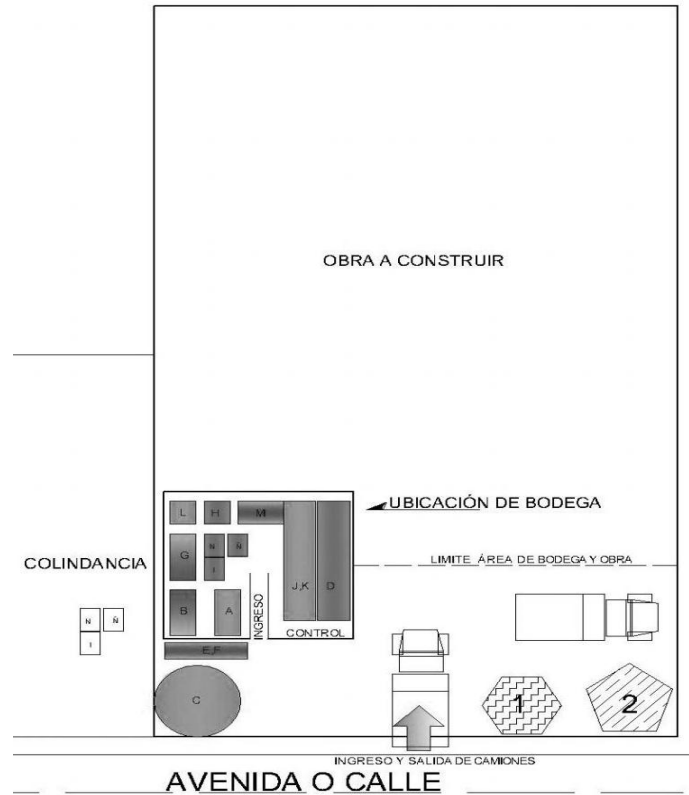 OBRA A CONSTRUIR
UBICACIÓN DE BODEGA
L H MI
G N Ñ
I
J,K D
COLINDANCIA
LIMITE ÁREA DE BODEGA Y OBRA
B A
INGRESO
CONTROL
N Ñ
I
E,F
C
1 2
INGRESO Y SALIDA DE CAMIONES
AVENIDA O CALLE